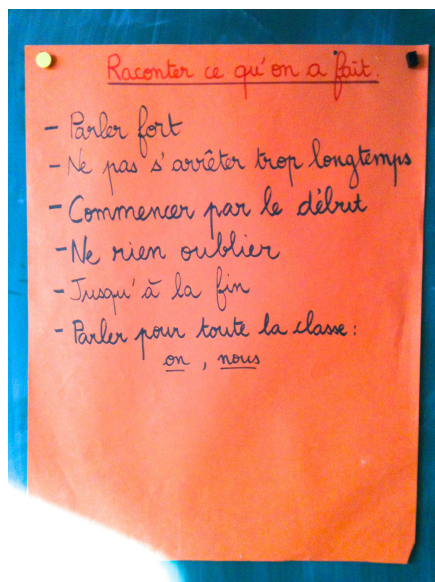 Raconter ce qu'on a fait.
- Parler fort
- Ne pas s'arrêter trop longtemps
- Commencer par le début
- Ne rien oublier
- Jusqu'à la fin
- Parler pour toute la classe :
on , nous